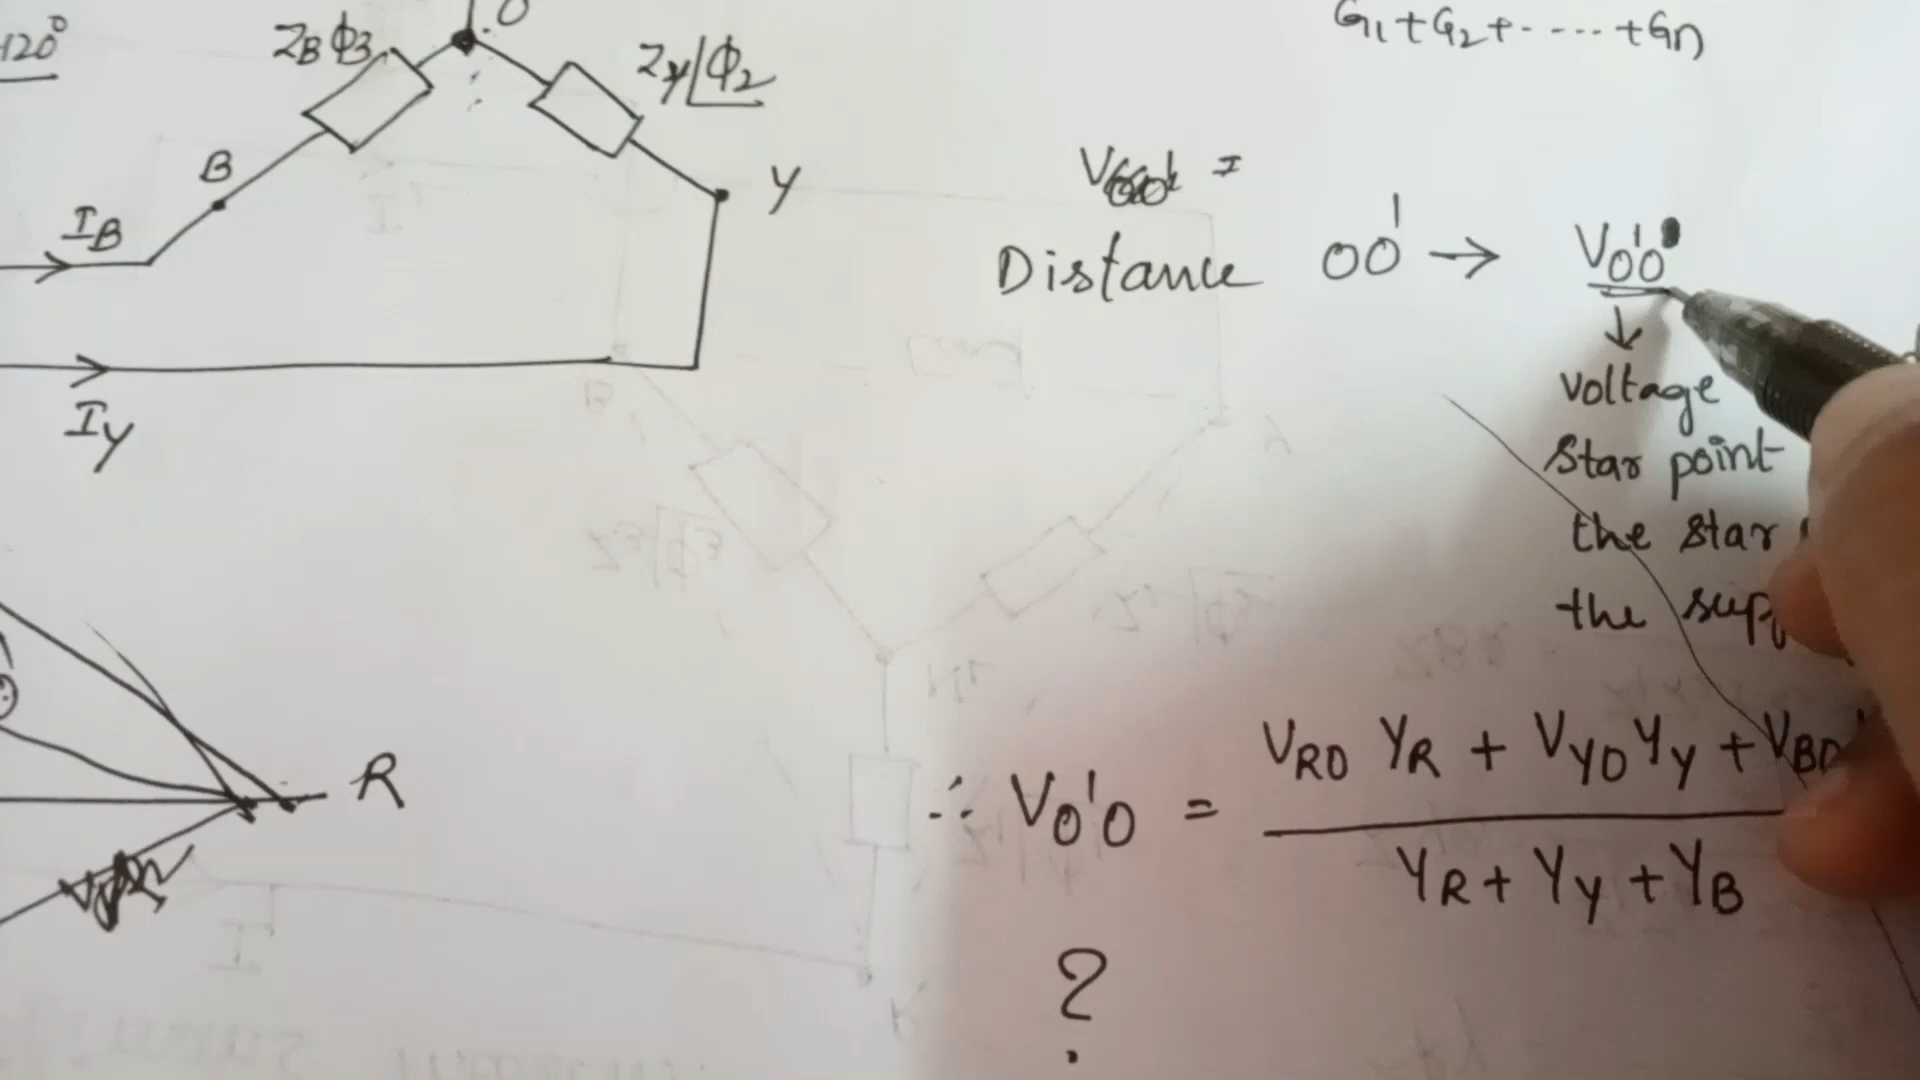 G1 + G2 + ..... + Gn
120°
ZB ϕ3
Zy∠ϕ2
B
Y
IB
Iy
=
Distance OO' → VO'O
↓
voltage
star point
the star
the
R
∴ VO'O = VRO YR + VYO YY + V
YR + YY + YB
?